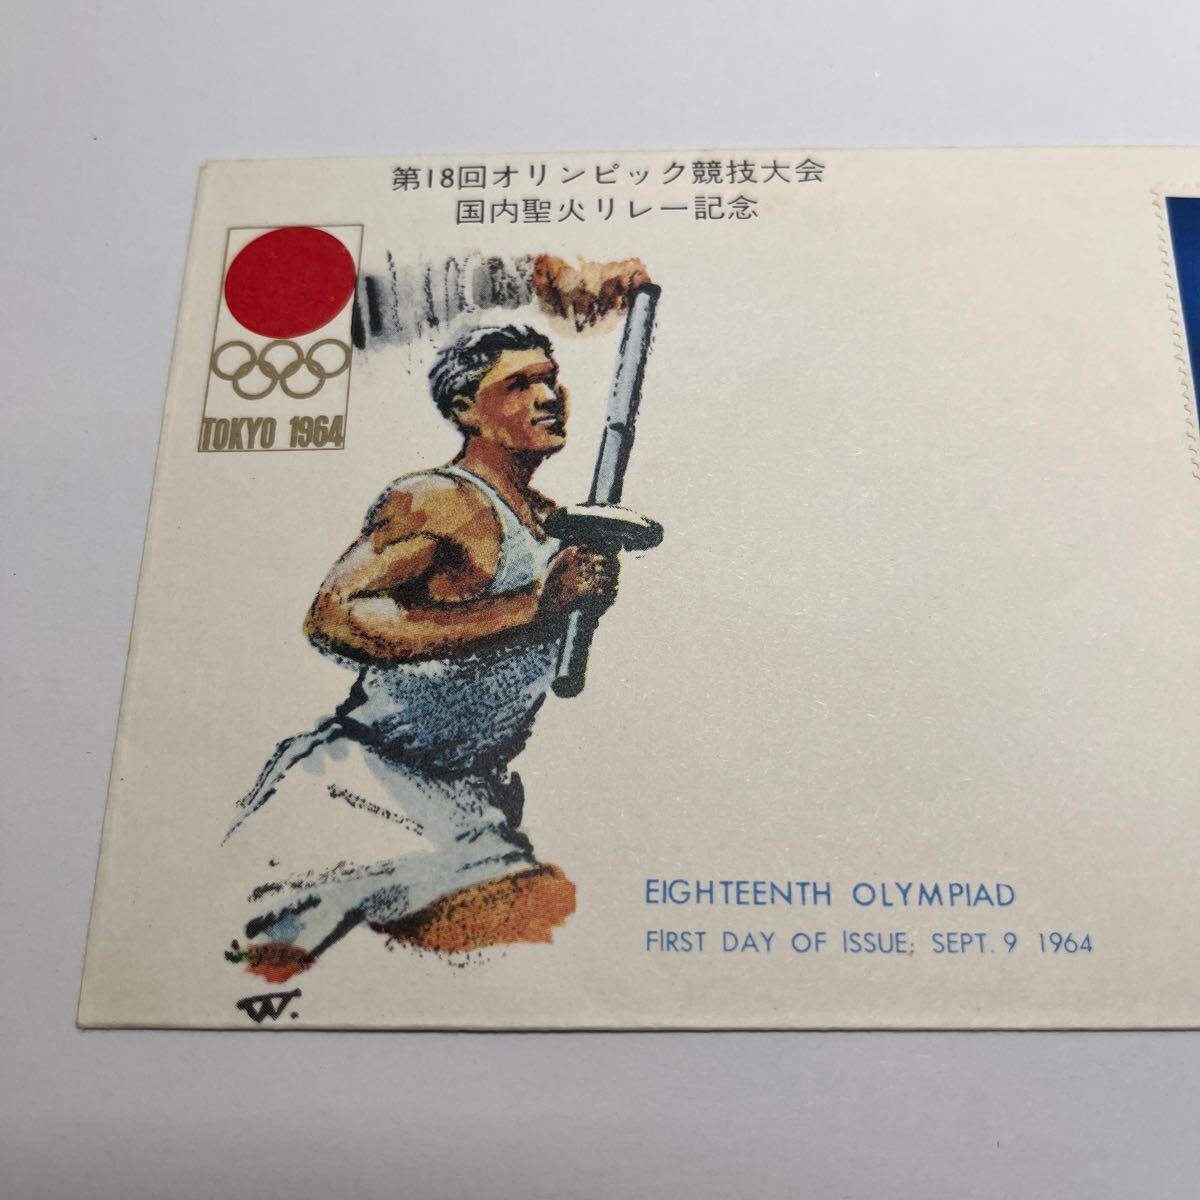 第18回オリンピック競技大会
国内聖火リレー記念
TOKYO 1964
EIGHTEENTH OLYMPIAD
FIRST DAY OF ISSUE; SEPT. 9 1964
W.